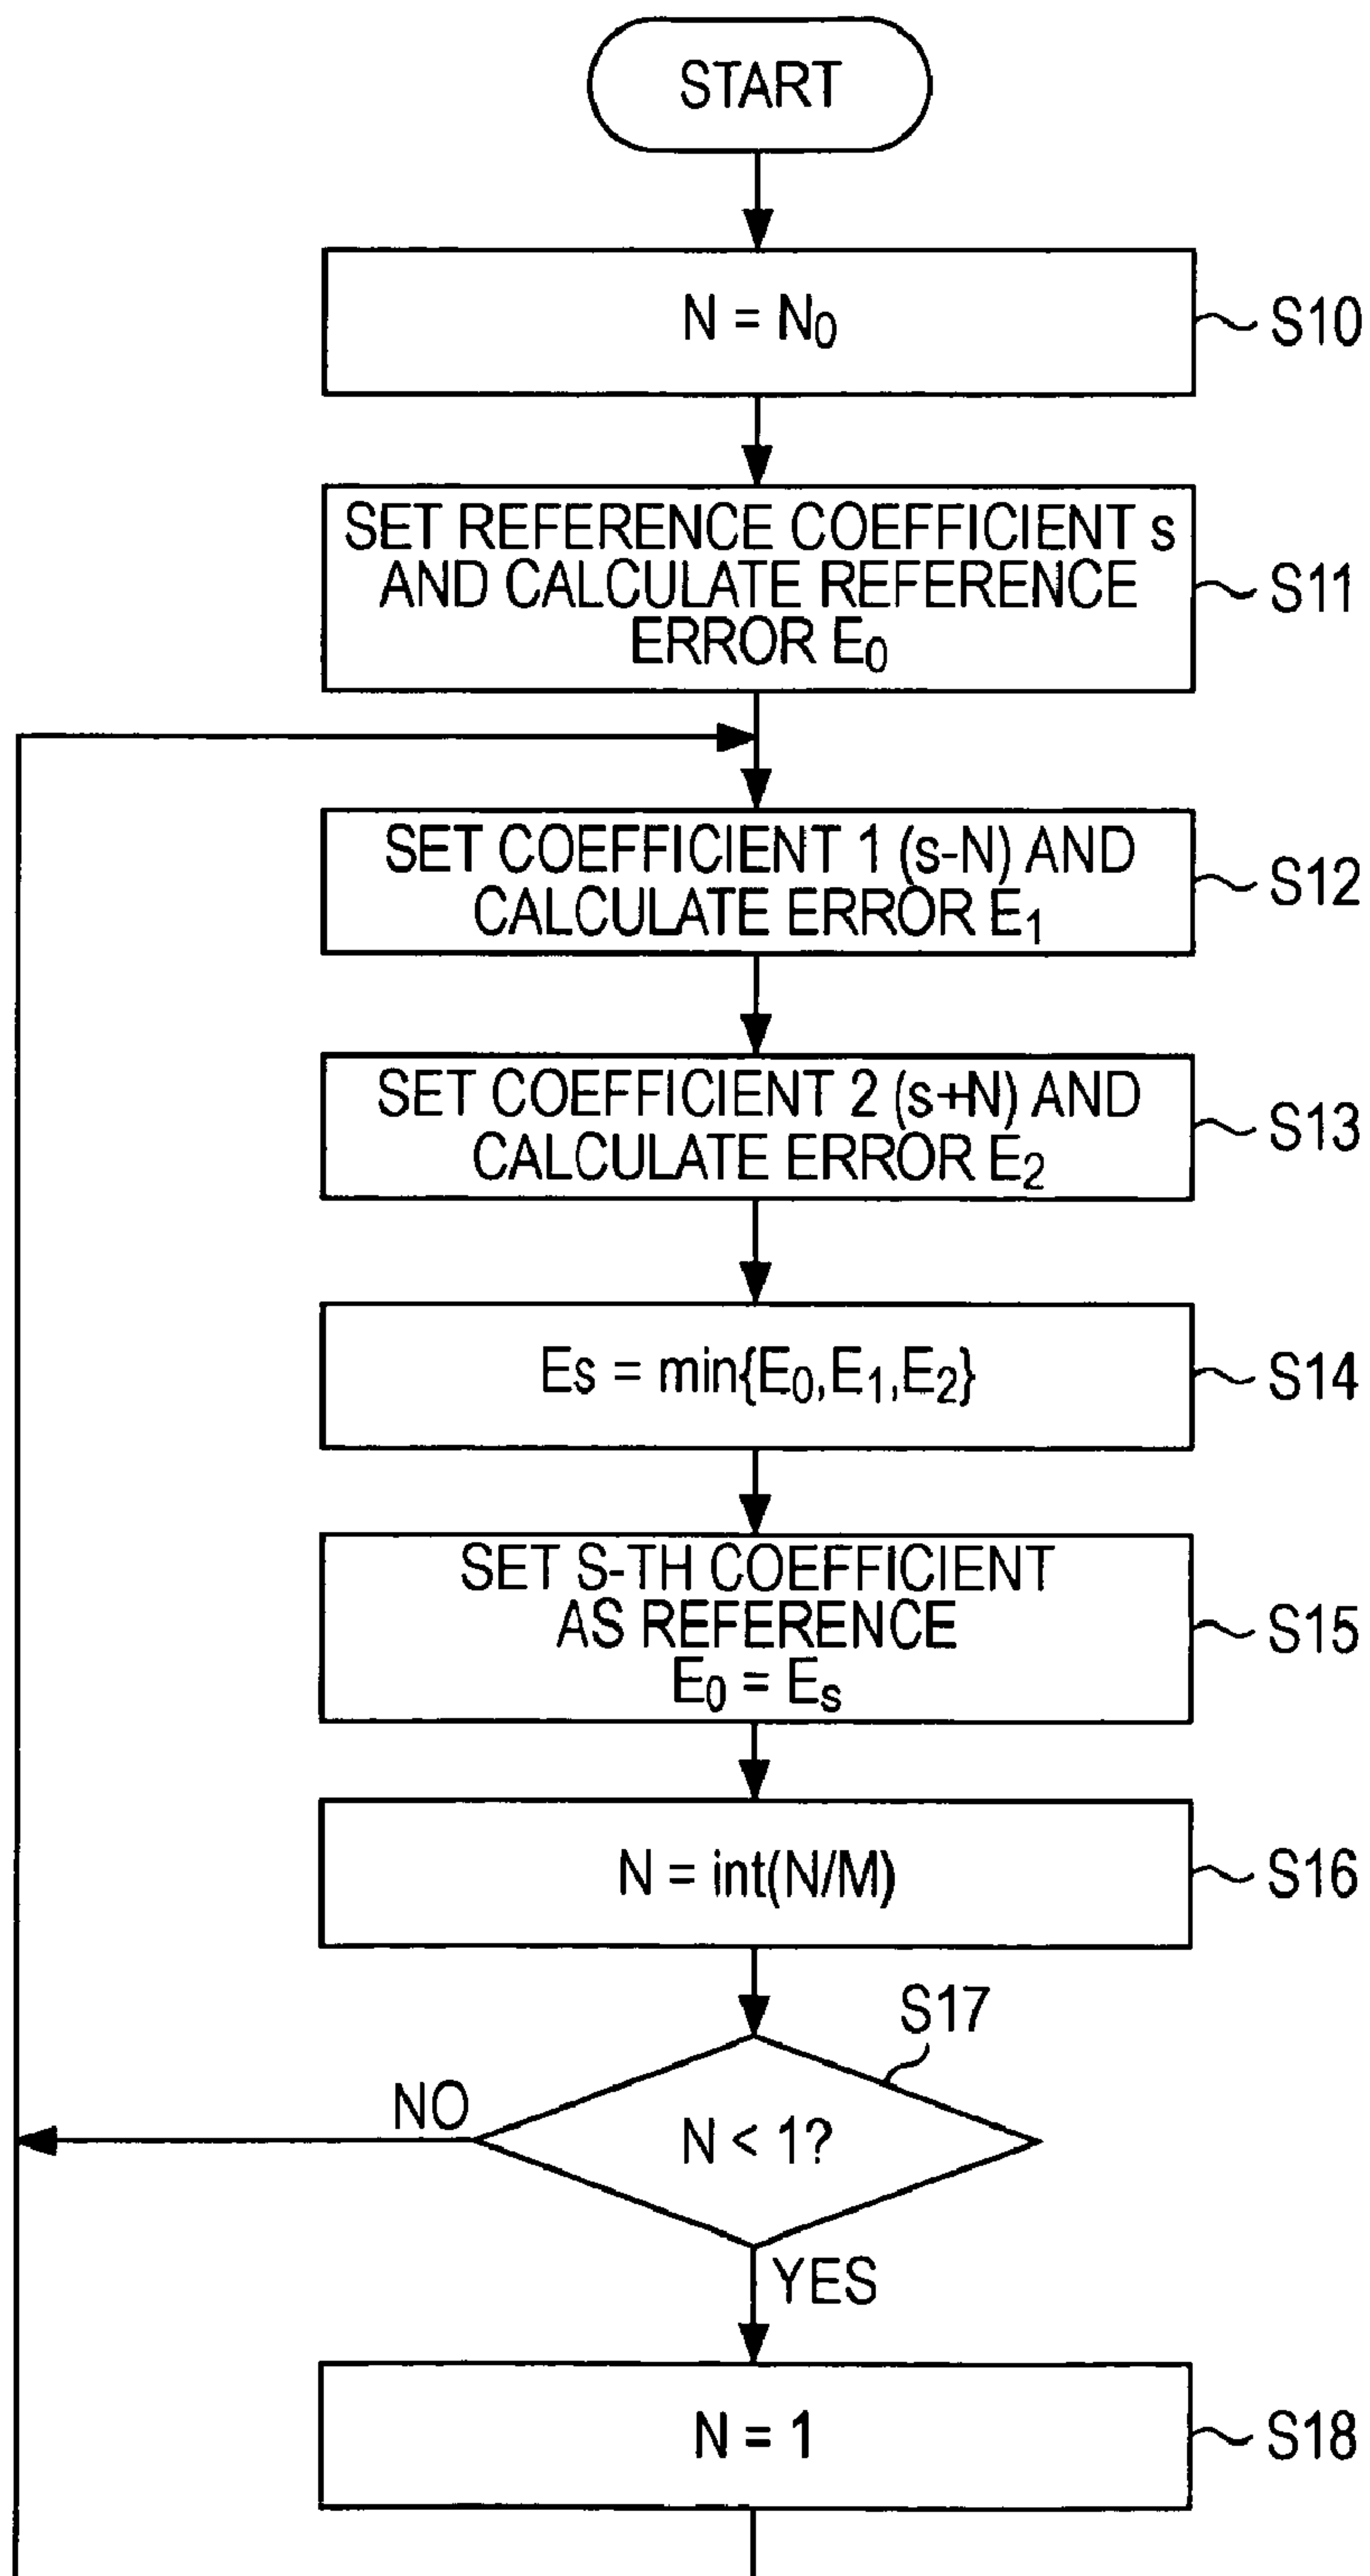 START
N = N₀
S10
SET REFERENCE COEFFICIENT s
AND CALCULATE REFERENCE
ERROR E₀
S11
SET COEFFICIENT 1 (s-N) AND
CALCULATE ERROR E₁
S12
SET COEFFICIENT 2 (s+N) AND
CALCULATE ERROR E₂
S13
Es = min{E₀,E₁,E₂}
S14
SET S-TH COEFFICIENT
AS REFERENCE
E₀ = Eₛ
S15
N = int(N/M)
S16
S17
NO
N < 1?
YES
N = 1
S18